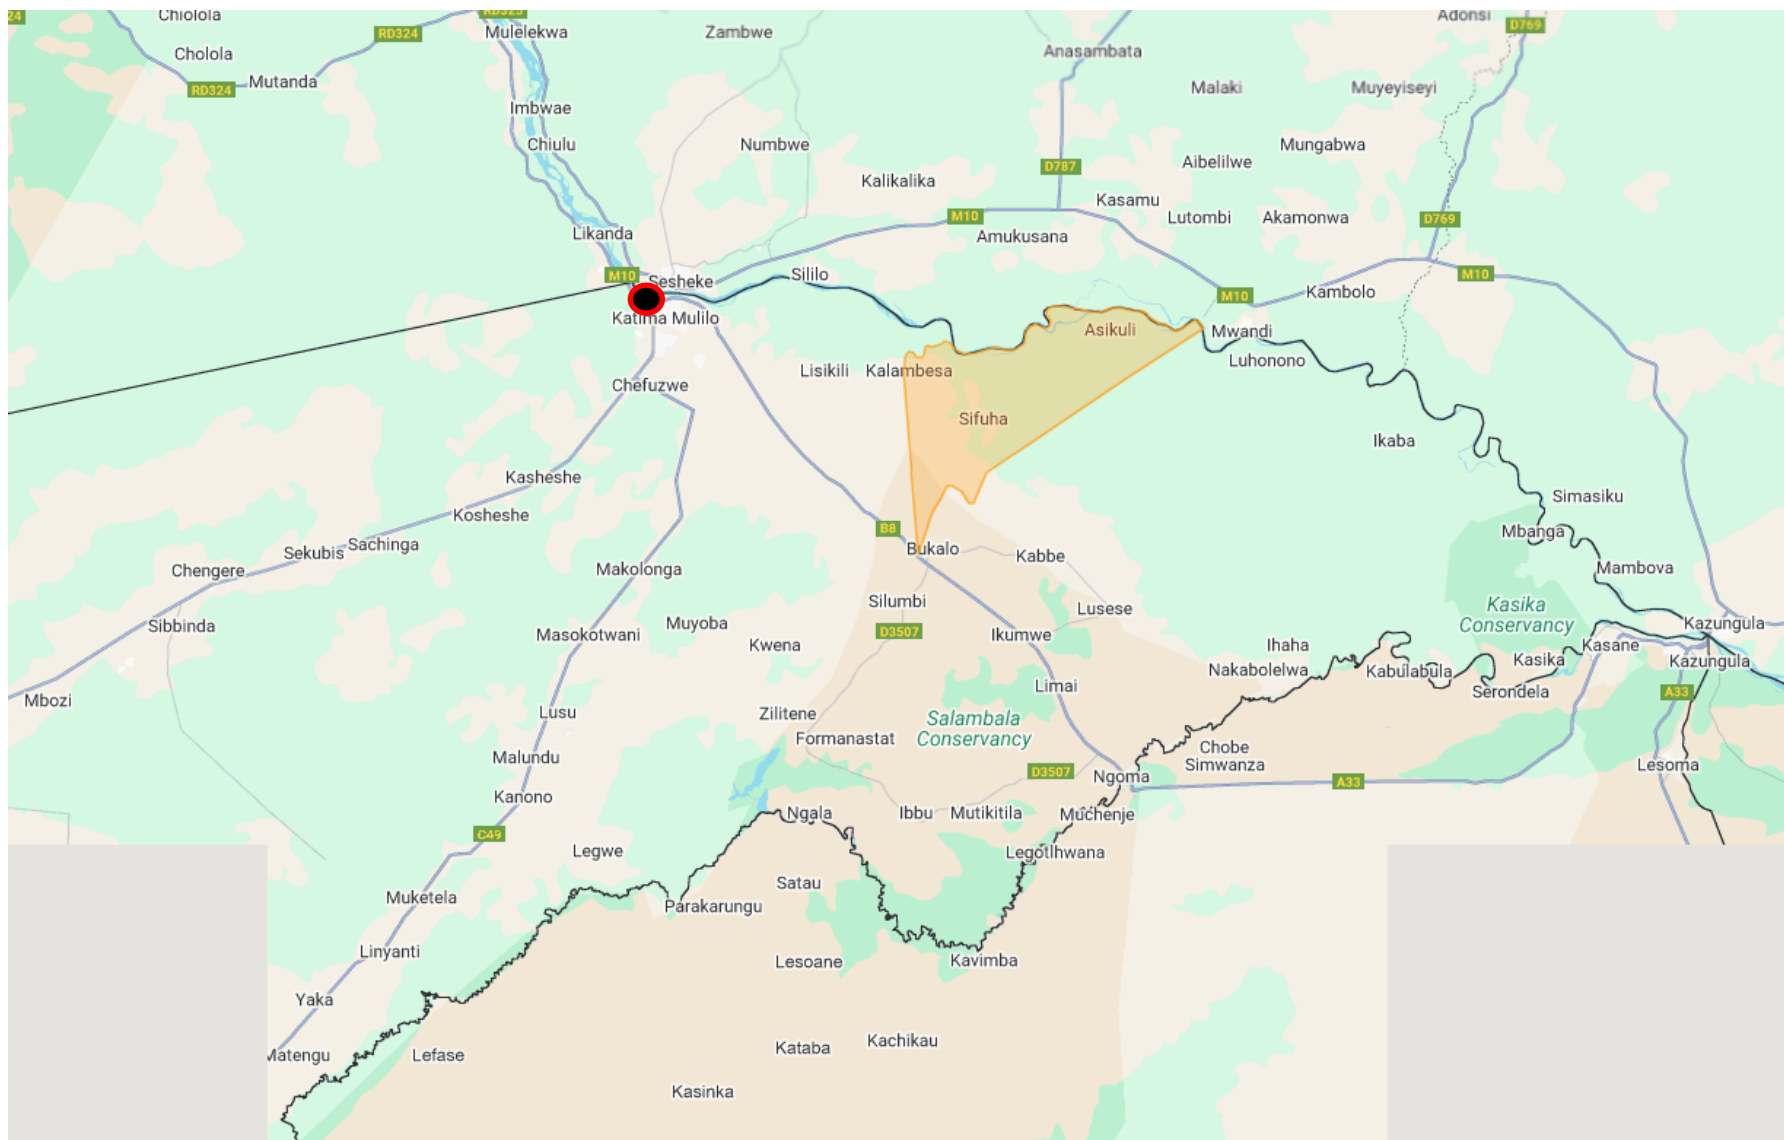 Chiolola
RD323
Adonsi
24
Cholola
RD324
Mulelekwa
Zambwe
D769
Anasambata
RD324
Mutanda
Malaki
Muyeyiseyi
Imbwae
Chiulu
Numbwe
Mungabwa
Aibelilwe
D787
Kalikalika
Kasamu
Lutombi
Akamonwa
D769
M10
Likanda
Amukusana
M10
Sesheke
Sililo
M10
Kambolo
M10
Katima Mulilo
Asikuli
Mwandi
Luhonono
Lisikili
Kalambesa
Chefuzwe
Sifuha
Ikaba
Kasheshe
Simasiku
Kosheshe
B8
Mbanga
Sekubis
Sachinga
Bukalo
Kabbe
Chengere
Makolonga
Mambova
Silumbi
Lusese
Kasika
Conservancy
Sibbinda
Muyoba
D3507
Masokotwani
Ikumwe
Kazungula
Kwena
Ihaha
Kasane
Nakabolelwa
Kabulabula
Kasika
Kazungula
Mbozi
Limai
Serondela
A33
Lusu
Zilitene
Salambala
Conservancy
Formanastat
Chobe
Simwanza
Malundu
D3507
Ngoma
A33
Lesoma
Kanono
Ngala
Ibbu
Mutikitila
Muchenje
C49
Legwe
Legotlhwana
Satau
Muketela
Parakarungu
Linyanti
Lesoane
Kavimba
Yaka
Matengu
Lefase
Kataba
Kachikau
Kasinka